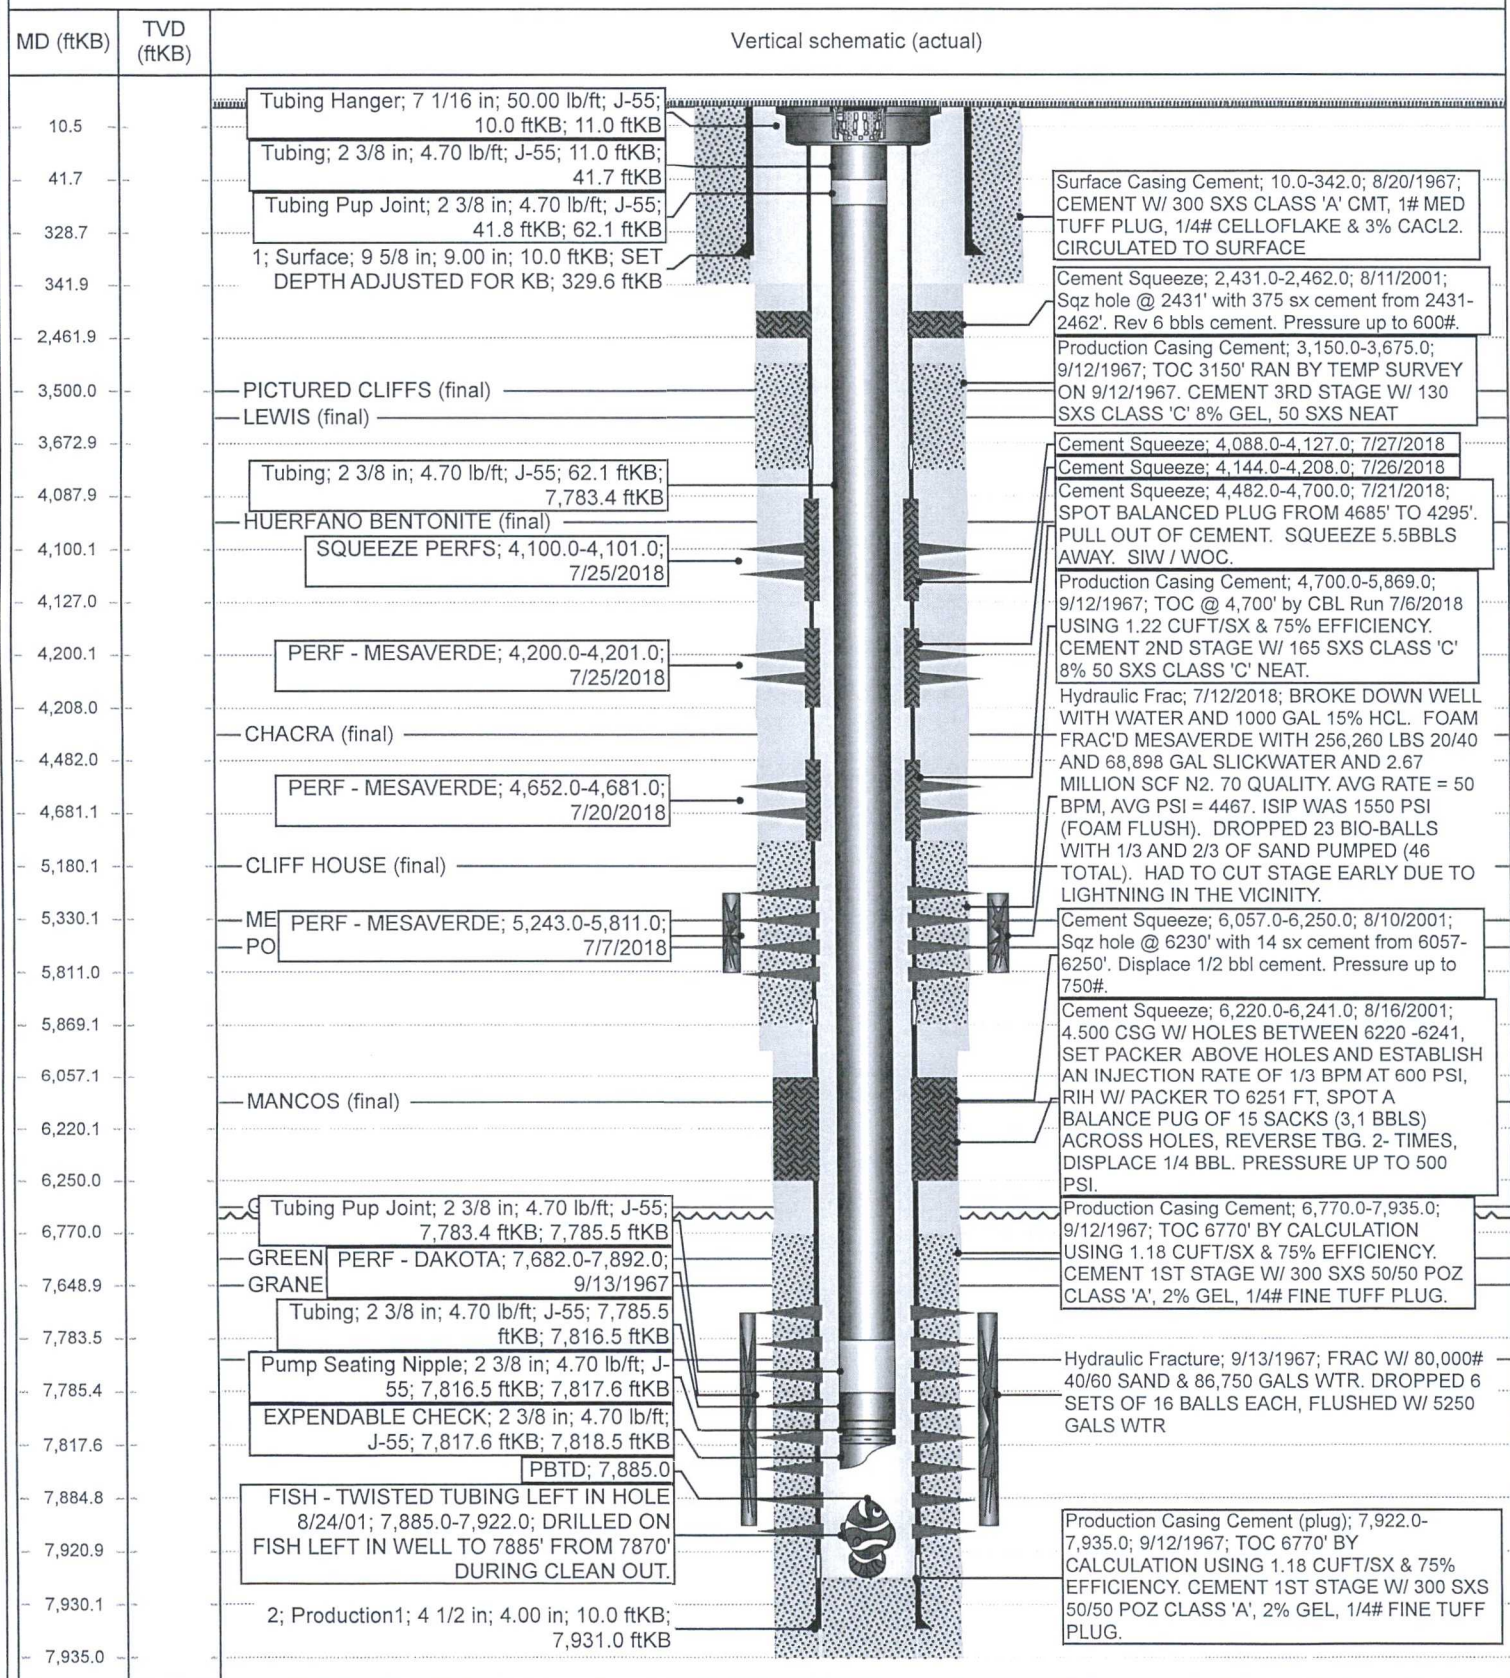 MD (ftKB)
TVD
(ftKB)
Vertical schematic (actual)
10.5
41.7
328.7
341.9
2,461.9
3,500.0
3,672.9
4,087.9
4,100.1
4,127.0
4,200.1
4,208.0
4,482.0
4,681.1
5,180.1
5,330.1
5,811.0
5,869.1
6,057.1
6,220.1
6,250.0
6,770.0
7,648.9
7,783.5
7,785.4
7,817.6
7,884.8
7,920.9
7,930.1
7,935.0
Tubing Hanger; 7 1/16 in; 50.00 lb/ft; J-55;
10.0 ftKB; 11.0 ftKB
Tubing; 2 3/8 in; 4.70 lb/ft; J-55; 11.0 ftKB;
41.7 ftKB
Tubing Pup Joint; 2 3/8 in; 4.70 lb/ft; J-55;
41.8 ftKB; 62.1 ftKB
1; Surface; 9 5/8 in; 9.00 in; 10.0 ftKB; SET
DEPTH ADJUSTED FOR KB; 329.6 ftKB
PICTURED CLIFFS (final)
LEWIS (final)
Tubing; 2 3/8 in; 4.70 lb/ft; J-55; 62.1 ftKB;
7,783.4 ftKB
HUERFANO BENTONITE (final)
SQUEEZE PERFS; 4,100.0-4,101.0;
7/25/2018
PERF - MESAVERDE; 4,200.0-4,201.0;
7/25/2018
CHACRA (final)
PERF - MESAVERDE; 4,652.0-4,681.0;
7/20/2018
CLIFF HOUSE (final)
ME
PO
PERF - MESAVERDE; 5,243.0-5,811.0;
7/7/2018
MANCOS (final)
G
Tubing Pup Joint; 2 3/8 in; 4.70 lb/ft; J-55;
7,783.4 ftKB; 7,785.5 ftKB
GREEN
GRANE
PERF - DAKOTA; 7,682.0-7,892.0;
9/13/1967
Tubing; 2 3/8 in; 4.70 lb/ft; J-55; 7,785.5
ftKB; 7,816.5 ftKB
Pump Seating Nipple; 2 3/8 in; 4.70 lb/ft; J-
55; 7,816.5 ftKB; 7,817.6 ftKB
EXPENDABLE CHECK; 2 3/8 in; 4.70 lb/ft;
J-55; 7,817.6 ftKB; 7,818.5 ftKB
PBTD; 7,885.0
FISH - TWISTED TUBING LEFT IN HOLE
8/24/01; 7,885.0-7,922.0; DRILLED ON
FISH LEFT IN WELL TO 7885' FROM 7870'
DURING CLEAN OUT.
2; Production1; 4 1/2 in; 4.00 in; 10.0 ftKB;
7,931.0 ftKB
Surface Casing Cement; 10.0-342.0; 8/20/1967;
CEMENT W/ 300 SXS CLASS 'A' CMT, 1# MED
TUFF PLUG, 1/4# CELLOFLAKE & 3% CACL2.
CIRCULATED TO SURFACE
Cement Squeeze; 2,431.0-2,462.0; 8/11/2001;
Sqz hole @ 2431' with 375 sx cement from 2431-
2462'. Rev 6 bbls cement. Pressure up to 600#.
Production Casing Cement; 3,150.0-3,675.0;
9/12/1967; TOC 3150' RAN BY TEMP SURVEY
ON 9/12/1967. CEMENT 3RD STAGE W/ 130
SXS CLASS 'C' 8% GEL, 50 SXS NEAT
Cement Squeeze; 4,088.0-4,127.0; 7/27/2018
Cement Squeeze; 4,144.0-4,208.0; 7/26/2018
Cement Squeeze; 4,482.0-4,700.0; 7/21/2018;
SPOT BALANCED PLUG FROM 4685' TO 4295'.
PULL OUT OF CEMENT. SQUEEZE 5.5BBLS
AWAY. SIW / WOC.
Production Casing Cement; 4,700.0-5,869.0;
9/12/1967; TOC @ 4,700' by CBL Run 7/6/2018
USING 1.22 CUFT/SX & 75% EFFICIENCY.
CEMENT 2ND STAGE W/ 165 SXS CLASS 'C'
8% 50 SXS CLASS 'C' NEAT.
Hydraulic Frac; 7/12/2018; BROKE DOWN WELL
WITH WATER AND 1000 GAL 15% HCL. FOAM
FRAC'D MESAVERDE WITH 256,260 LBS 20/40
AND 68,898 GAL SLICKWATER AND 2.67
MILLION SCF N2. 70 QUALITY. AVG RATE = 50
BPM, AVG PSI = 4467. ISIP WAS 1550 PSI
(FOAM FLUSH). DROPPED 23 BIO-BALLS
WITH 1/3 AND 2/3 OF SAND PUMPED (46
TOTAL). HAD TO CUT STAGE EARLY DUE TO
LIGHTNING IN THE VICINITY.
Cement Squeeze; 6,057.0-6,250.0; 8/10/2001;
Sqz hole @ 6230' with 14 sx cement from 6057-
6250'. Displace 1/2 bbl cement. Pressure up to
750#.
Cement Squeeze; 6,220.0-6,241.0; 8/16/2001;
4.500 CSG W/ HOLES BETWEEN 6220 -6241,
SET PACKER ABOVE HOLES AND ESTABLISH
AN INJECTION RATE OF 1/3 BPM AT 600 PSI,
RIH W/ PACKER TO 6251 FT, SPOT A
BALANCE PUG OF 15 SACKS (3,1 BBLS)
ACROSS HOLES, REVERSE TBG. 2- TIMES,
DISPLACE 1/4 BBL. PRESSURE UP TO 500
PSI.
Production Casing Cement; 6,770.0-7,935.0;
9/12/1967; TOC 6770' BY CALCULATION
USING 1.18 CUFT/SX & 75% EFFICIENCY.
CEMENT 1ST STAGE W/ 300 SXS 50/50 POZ
CLASS 'A', 2% GEL, 1/4# FINE TUFF PLUG.
Hydraulic Fracture; 9/13/1967; FRAC W/ 80,000#
40/60 SAND & 86,750 GALS WTR. DROPPED 6
SETS OF 16 BALLS EACH, FLUSHED W/ 5250
GALS WTR
Production Casing Cement (plug); 7,922.0-
7,935.0; 9/12/1967; TOC 6770' BY
CALCULATION USING 1.18 CUFT/SX & 75%
EFFICIENCY. CEMENT 1ST STAGE W/ 300 SXS
50/50 POZ CLASS 'A', 2% GEL, 1/4# FINE TUFF
PLUG.